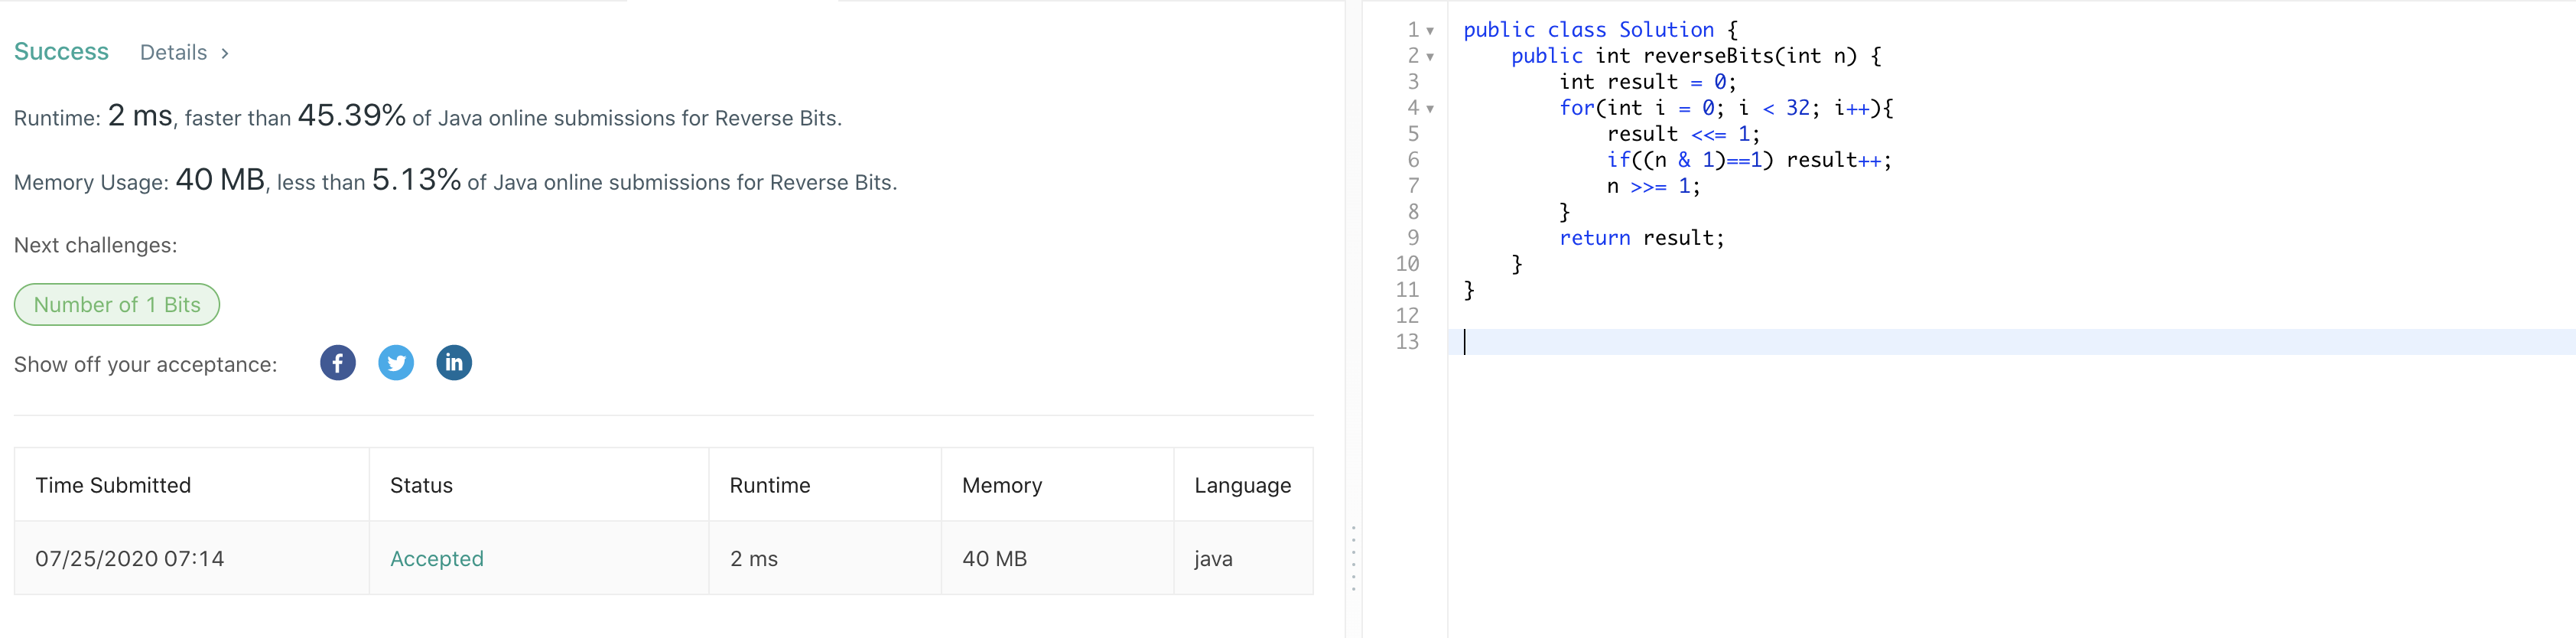 Success Details >
Runtime: 2 ms, faster than 45.39% of Java online submissions for Reverse Bits.
Memory Usage: 40 MB, less than 5.13% of Java online submissions for Reverse Bits.
Next challenges:
Number of 1 Bits
Show off your acceptance:
Time Submitted Status Runtime Memory Language
07/25/2020 07:14 Accepted 2 ms 40 MB java
1 public class Solution {
2     public int reverseBits(int n) {
3         int result = 0;
4         for(int i = 0; i < 32; i++){
5             result <<= 1;
6             if((n & 1)==1) result++;
7             n >>= 1;
8         }
9         return result;
10     }
11 }
12
13